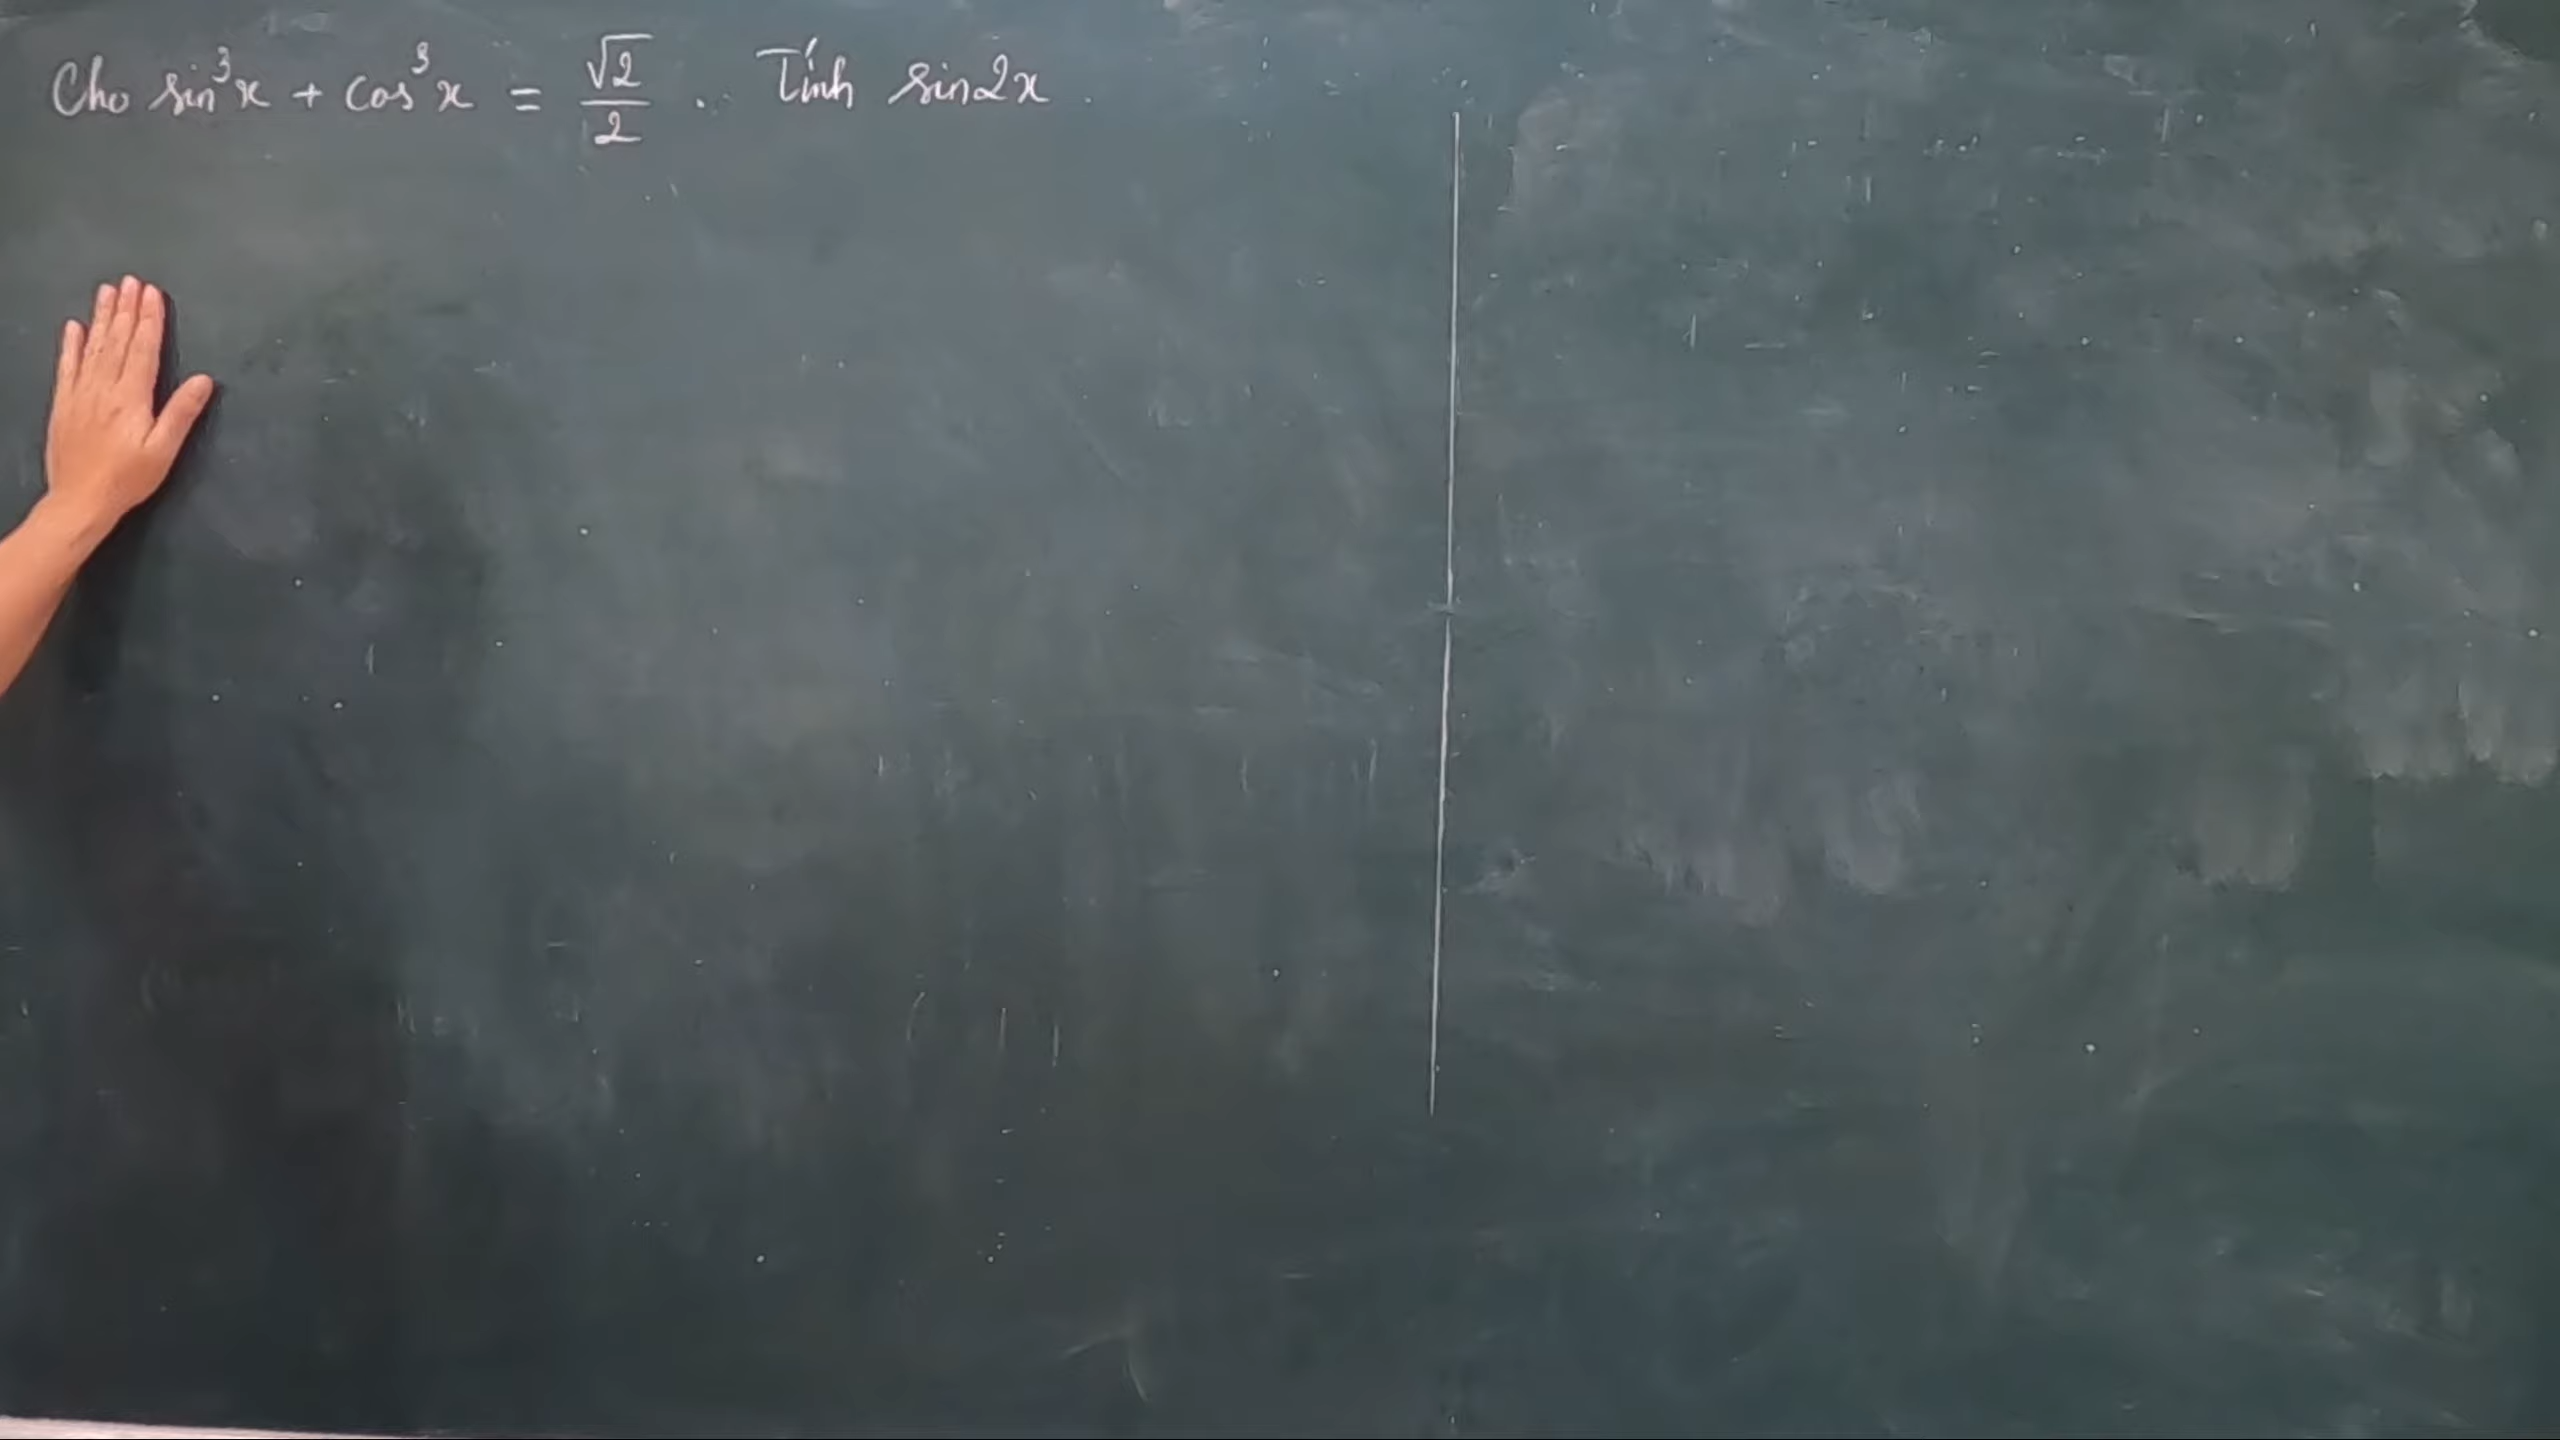 Cho sin³x + cos³x = √2/2 . Tính sin2x .